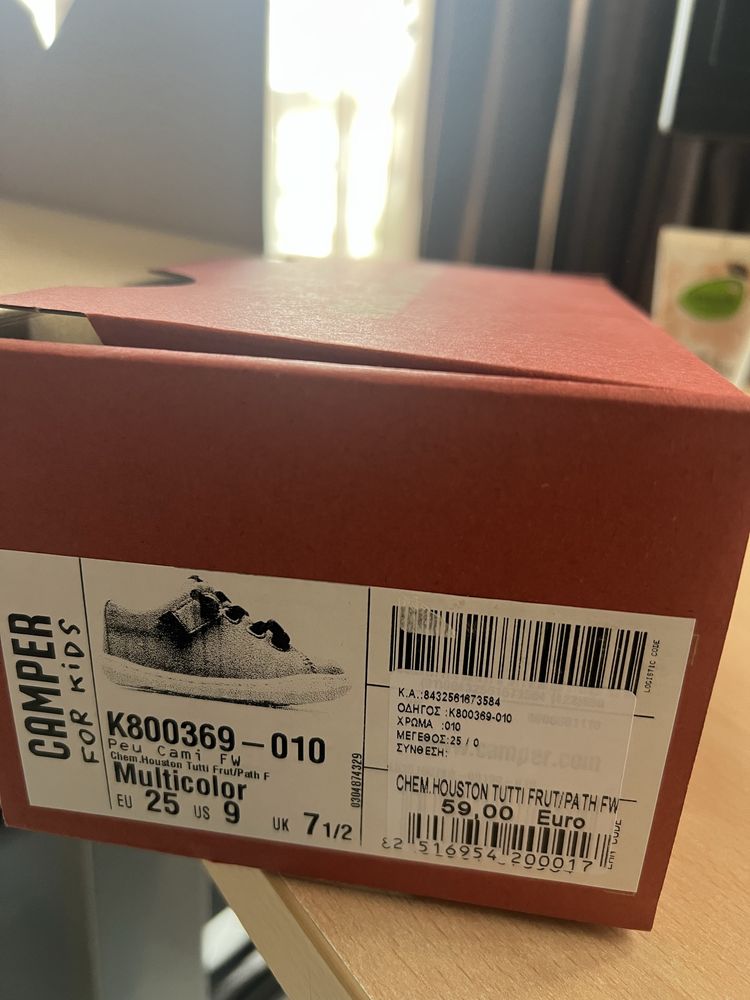 CAMPER
FOR KiDS
K800369-010
Peu Cami FW
Chem.Houston Tutti Frut/Path F
Multicolor
EU 25 US 9 UK 7 1/2
0304874329
LOGISTIC CODE
K.A.:8432561673584
ΟΔΗΓΟΣ :K800369-010
ΧΡΩΜΑ :010
ΜΕΓΕΘΟΣ:25 / 0
ΣΥΝΘΕΣΗ:
camper.com
CHEM.HOUSTON TUTTI FRUT/PATH FW
59,00 Euro
516954 200017